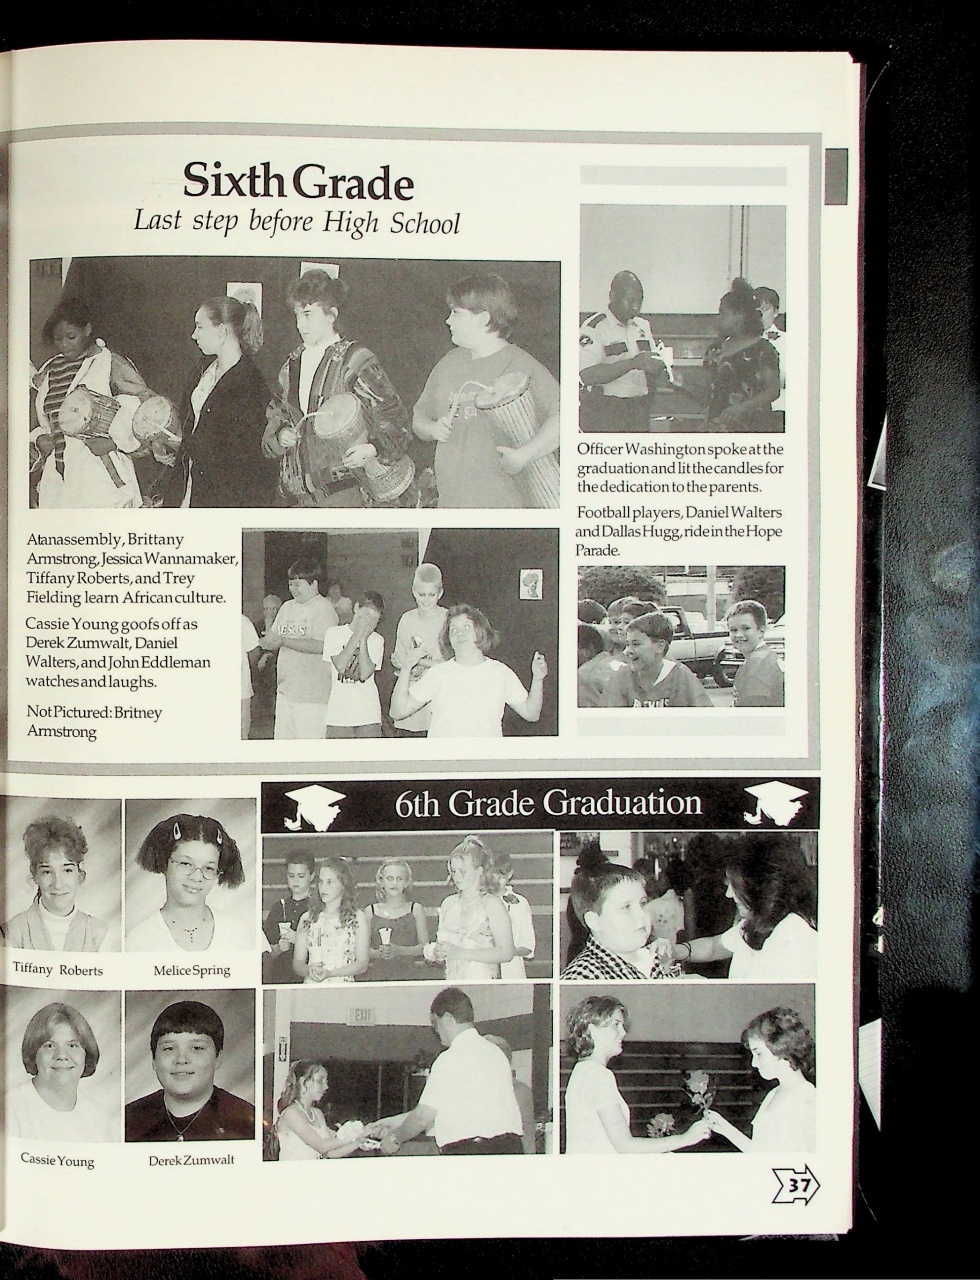 Sixth Grade
Last step before High School
Officer Washington spoke at the
graduation and lit the candles for
the dedication to the parents.
Football players, Daniel Walters
and Dallas Hugg, ride in the Hope
Parade.
At an assembly, Brittany
Armstrong, Jessica Wannamaker,
Tiffany Roberts, and Trey
Fielding learn African culture.
Cassie Young goofs off as
Derek Zumwalt, Daniel
Walters, and John Eddleman
watches and laughs.
Not Pictured: Britney
Armstrong
JESUS
6th Grade Graduation
Tiffany Roberts
Melice Spring
EXIT
Cassie Young
Derek Zumwalt
37